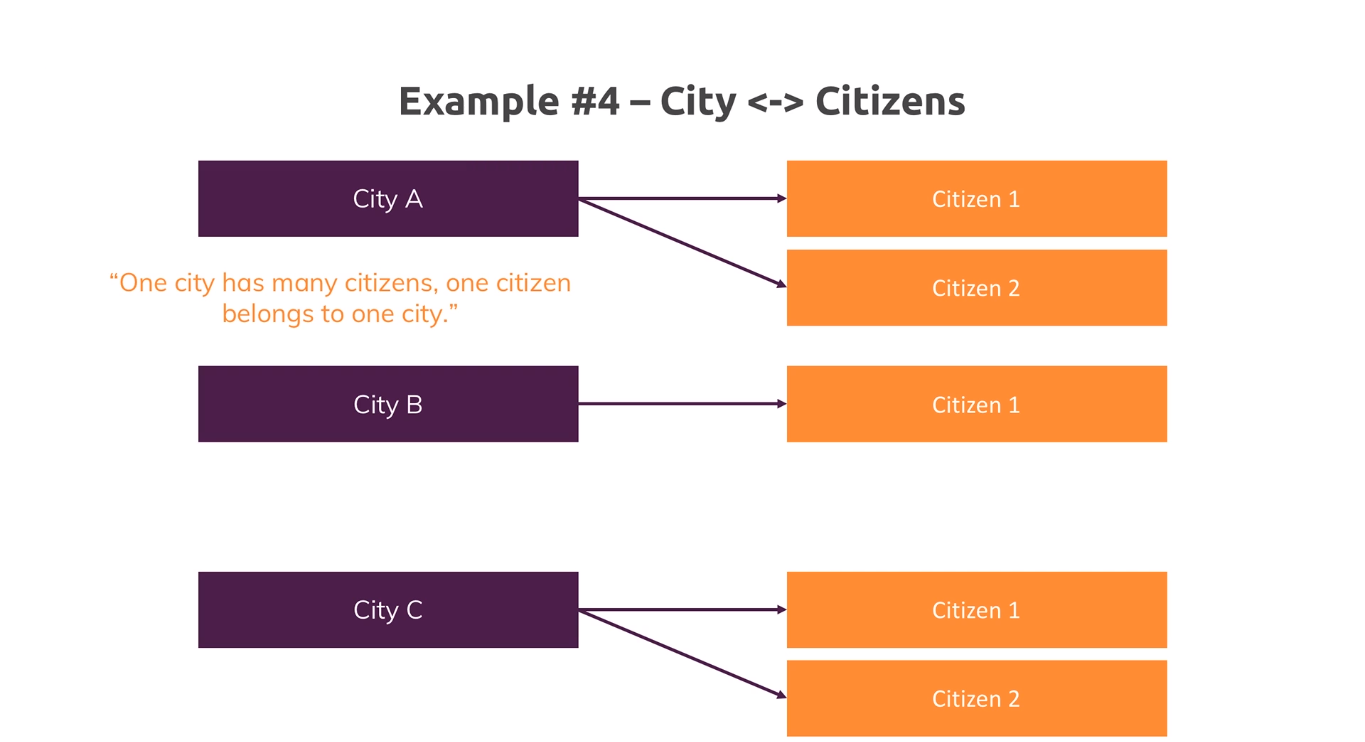 Example #4 – City <-> Citizens
City A
Citizen 1
Citizen 2
“One city has many citizens, one citizen
belongs to one city.”
City B
Citizen 1
City C
Citizen 1
Citizen 2